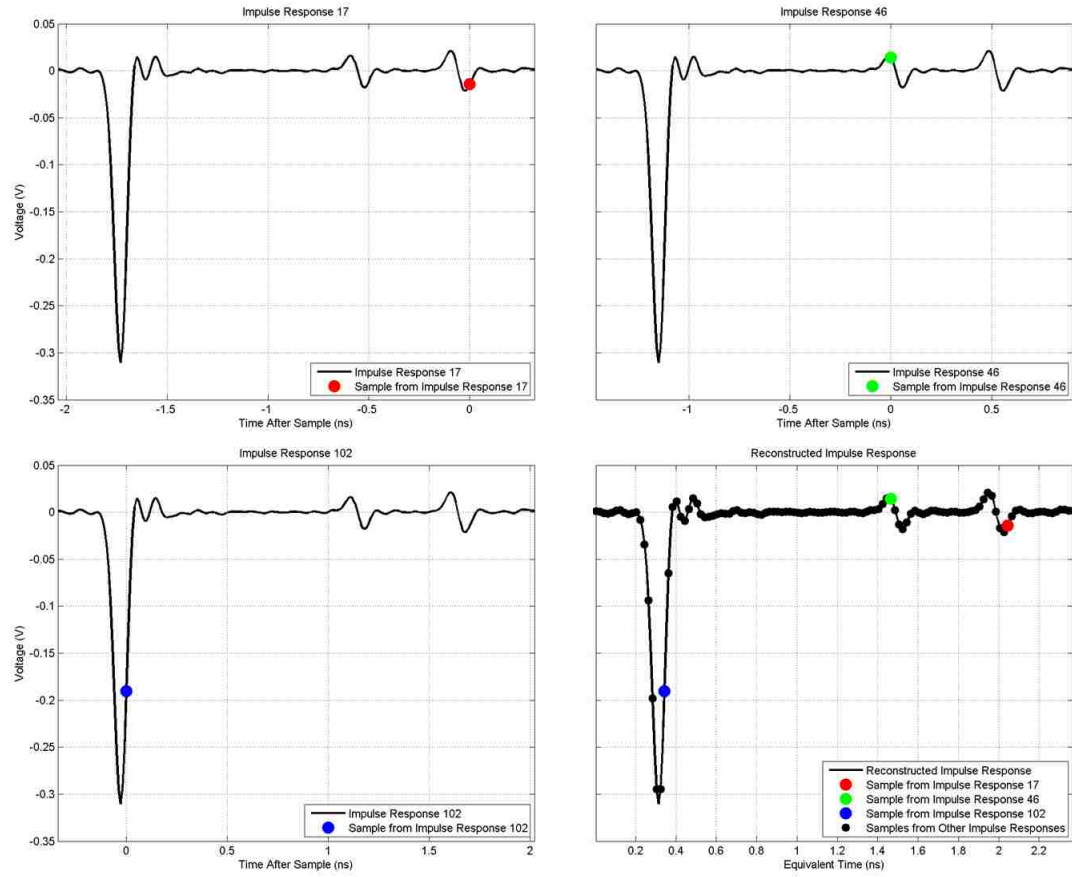 Impulse Response 17
0.05
0
-0.05
-0.1
-0.15
-0.2
-0.25
-0.3
-0.35
Voltage (V)
Impulse Response 17
Sample from Impulse Response 17
-2 -1.5 -1 -0.5 0
Time After Sample (ns)
Impulse Response 46
Impulse Response 46
Sample from Impulse Response 46
-1 -0.5 0 0.5
Time After Sample (ns)
Impulse Response 102
0.05
0
-0.05
-0.1
-0.15
-0.2
-0.25
-0.3
-0.35
Voltage (V)
Impulse Response 102
Sample from Impulse Response 102
0 0.5 1 1.5 2
Time After Sample (ns)
Reconstructed Impulse Response
Reconstructed Impulse Response
Sample from Impulse Response 17
Sample from Impulse Response 46
Sample from Impulse Response 102
Samples from Other Impulse Responses
0.2 0.4 0.6 0.8 1 1.2 1.4 1.6 1.8 2 2.2
Equivalent Time (ns)